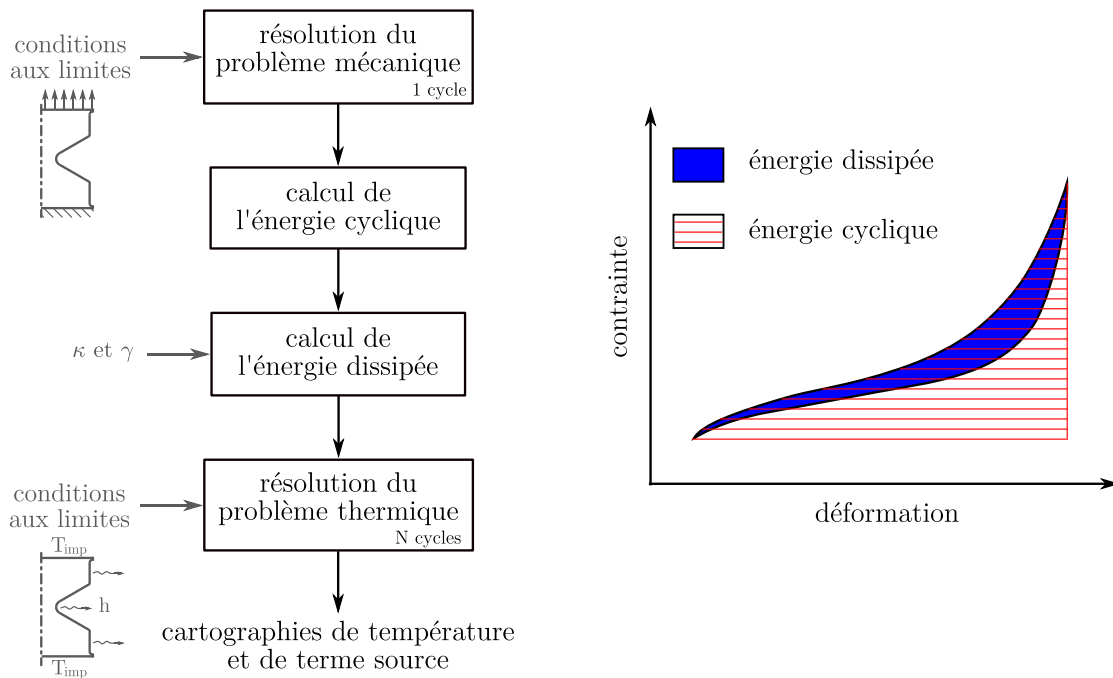 conditions
aux limites
résolution du
problème mécanique
1 cycle
calcul de
l'énergie cyclique
κ et γ
calcul de
l'énergie dissipée
conditions
aux limites
résolution du
problème thermique
N cycles
Timp
h
Timp
cartographies de température
et de terme source
énergie dissipée
énergie cyclique
contrainte
déformation